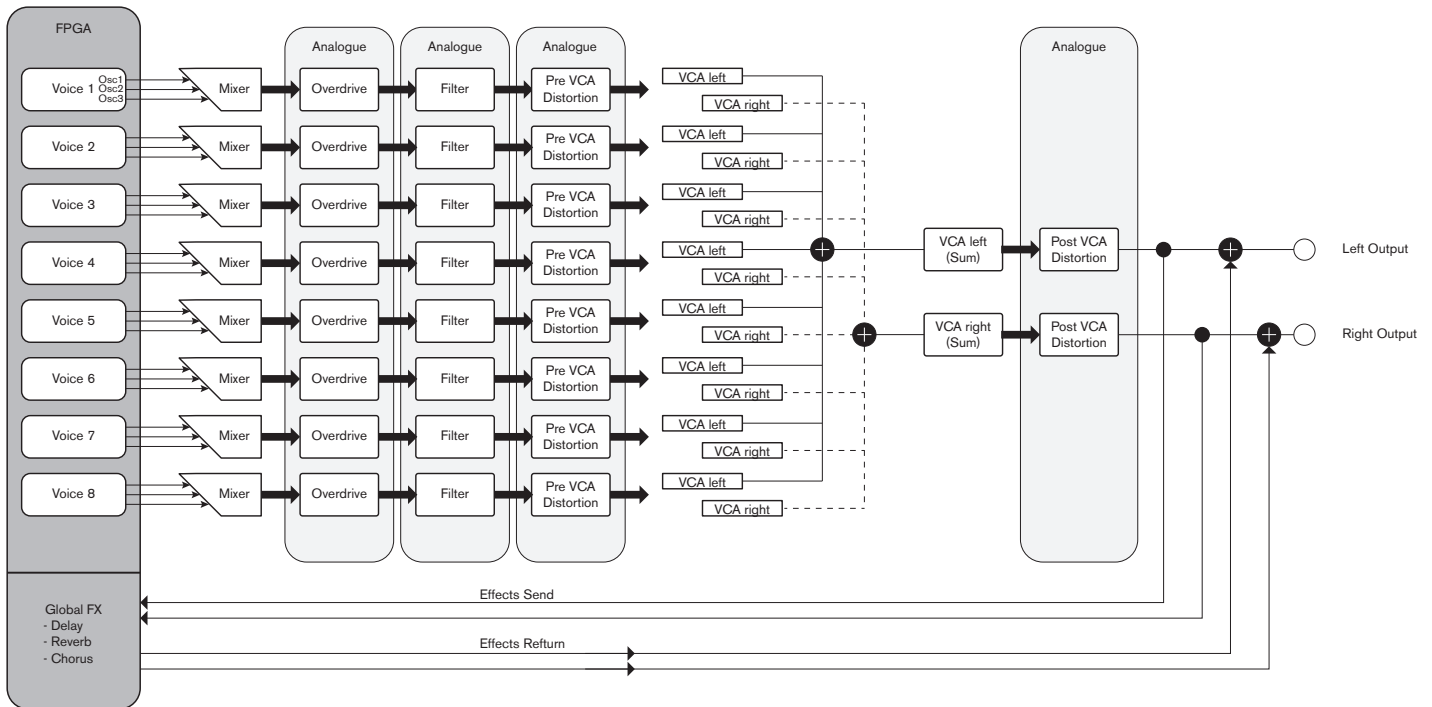 FPGA
Analogue
Analogue
Analogue
Analogue
Voice 1
Osc1
Osc2
Osc3
Mixer
Overdrive
Filter
Pre VCA
Distortion
VCA left
VCA right
Voice 2
Mixer
Overdrive
Filter
Pre VCA
Distortion
VCA left
VCA right
Voice 3
Mixer
Overdrive
Filter
Pre VCA
Distortion
VCA left
VCA right
Voice 4
Mixer
Overdrive
Filter
Pre VCA
Distortion
VCA left
VCA right
VCA left
(Sum)
Post VCA
Distortion
Left Output
Voice 5
Mixer
Overdrive
Filter
Pre VCA
Distortion
VCA left
VCA right
VCA right
(Sum)
Post VCA
Distortion
Right Output
Voice 6
Mixer
Overdrive
Filter
Pre VCA
Distortion
VCA left
VCA right
Voice 7
Mixer
Overdrive
Filter
Pre VCA
Distortion
VCA left
VCA right
Voice 8
Mixer
Overdrive
Filter
Pre VCA
Distortion
VCA left
VCA right
Global FX
- Delay
- Reverb
- Chorus
Effects Send
Effects Refturn